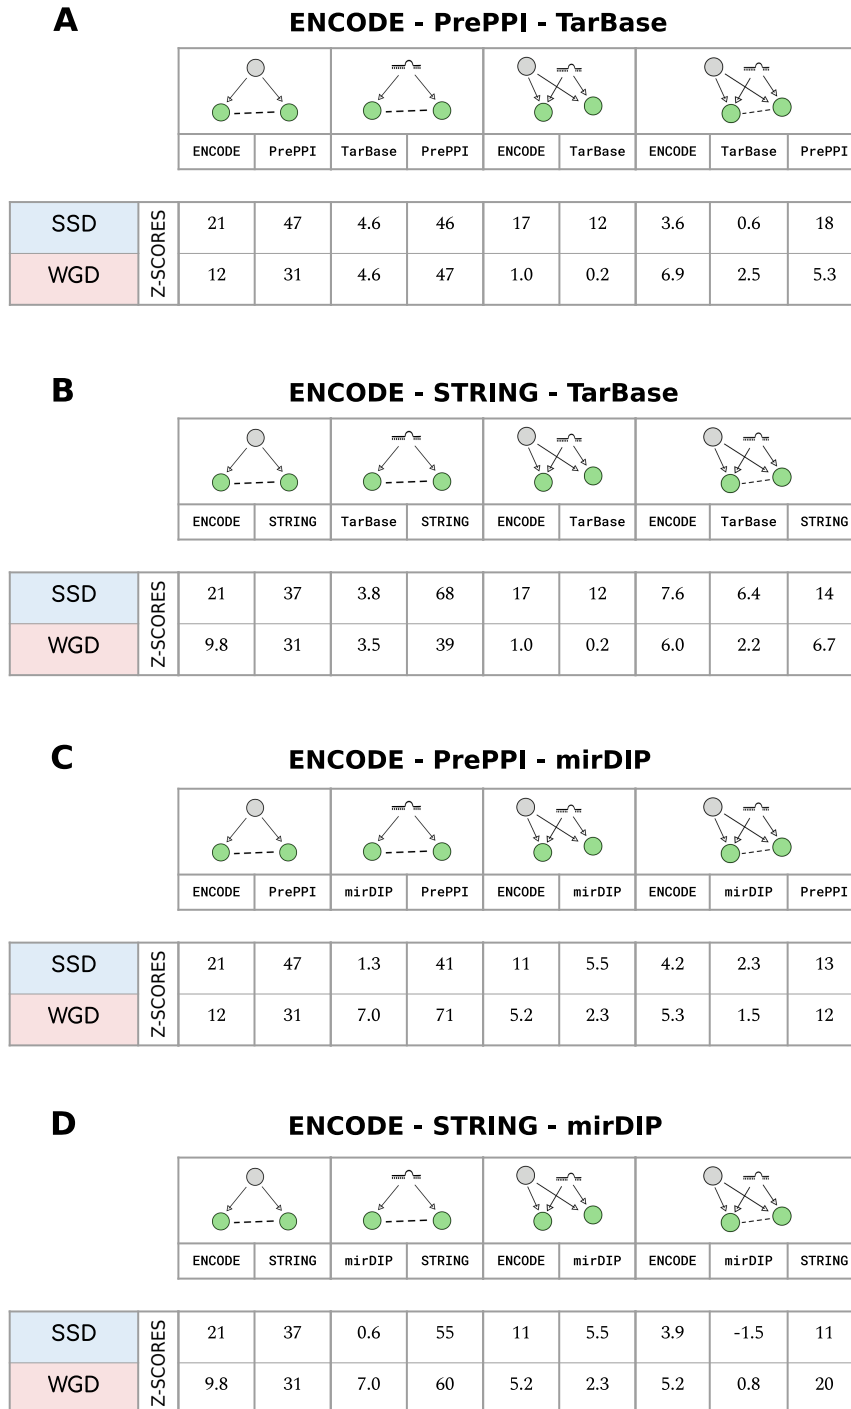 A ENCODE - PrePPI - TarBase
ENCODE PrePPI TarBase PrePPI ENCODE TarBase ENCODE TarBase PrePPI
Z-SCORES
SSD 21 47 4.6 46 17 12 3.6 0.6 18
WGD 12 31 4.6 47 1.0 0.2 6.9 2.5 5.3
B ENCODE - STRING - TarBase
ENCODE STRING TarBase STRING ENCODE TarBase ENCODE TarBase STRING
Z-SCORES
SSD 21 37 3.8 68 17 12 7.6 6.4 14
WGD 9.8 31 3.5 39 1.0 0.2 6.0 2.2 6.7
C ENCODE - PrePPI - mirDIP
ENCODE PrePPI mirDIP PrePPI ENCODE mirDIP ENCODE mirDIP PrePPI
Z-SCORES
SSD 21 47 1.3 41 11 5.5 4.2 2.3 13
WGD 12 31 7.0 71 5.2 2.3 5.3 1.5 12
D ENCODE - STRING - mirDIP
ENCODE STRING mirDIP STRING ENCODE mirDIP ENCODE mirDIP STRING
Z-SCORES
SSD 21 37 0.6 55 11 5.5 3.9 -1.5 11
WGD 9.8 31 7.0 60 5.2 2.3 5.2 0.8 20